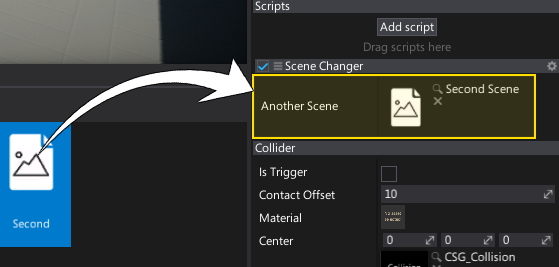 Scripts
Add script
Drag scripts here
Scene Changer
Another Scene
Second Scene
Second
Collider
Is Trigger
Contact Offset 10
Material
Center 0 0 0
CSG_Collision
Collision